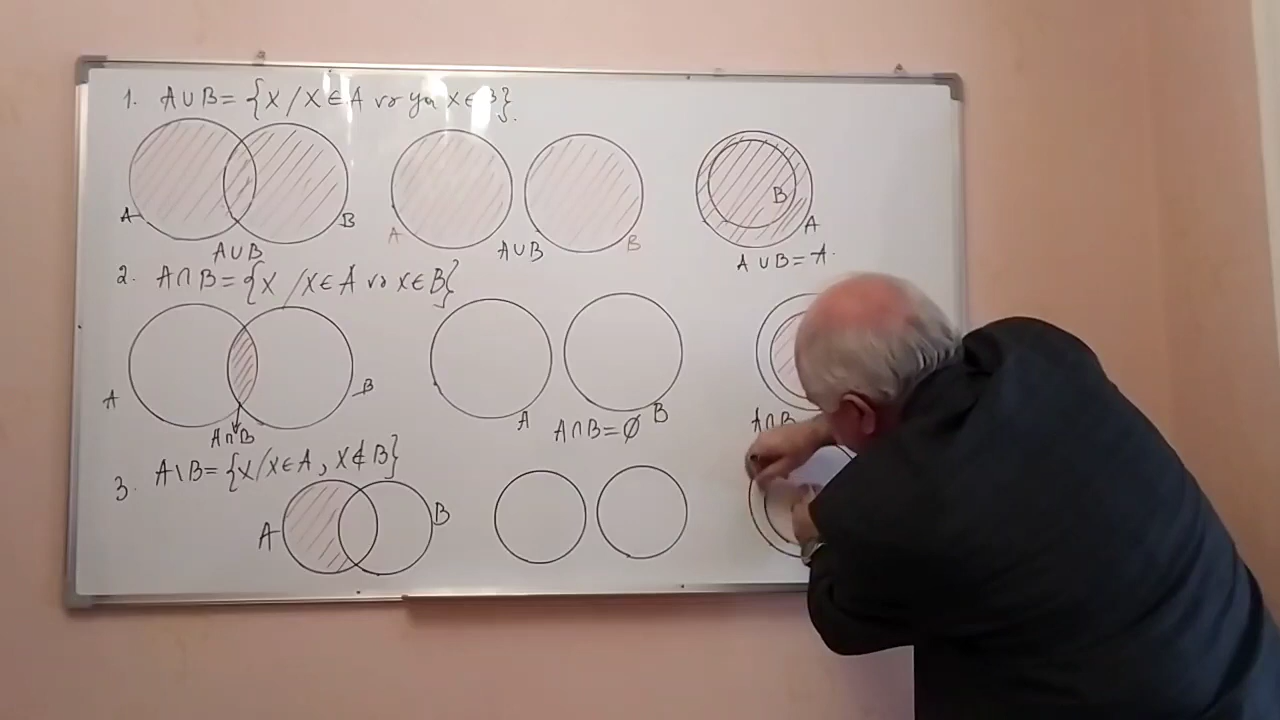 1. A∪B={x/x∈A və ya x∈B}.
A B A B B
A∪B A∪B A
A∪B=A.
2. A∩B={x/x∈A və x∈B}
A B A B
A∩B A∩B=Ø A∩B
3. A\B={x/x∈A, x∉B}
A B